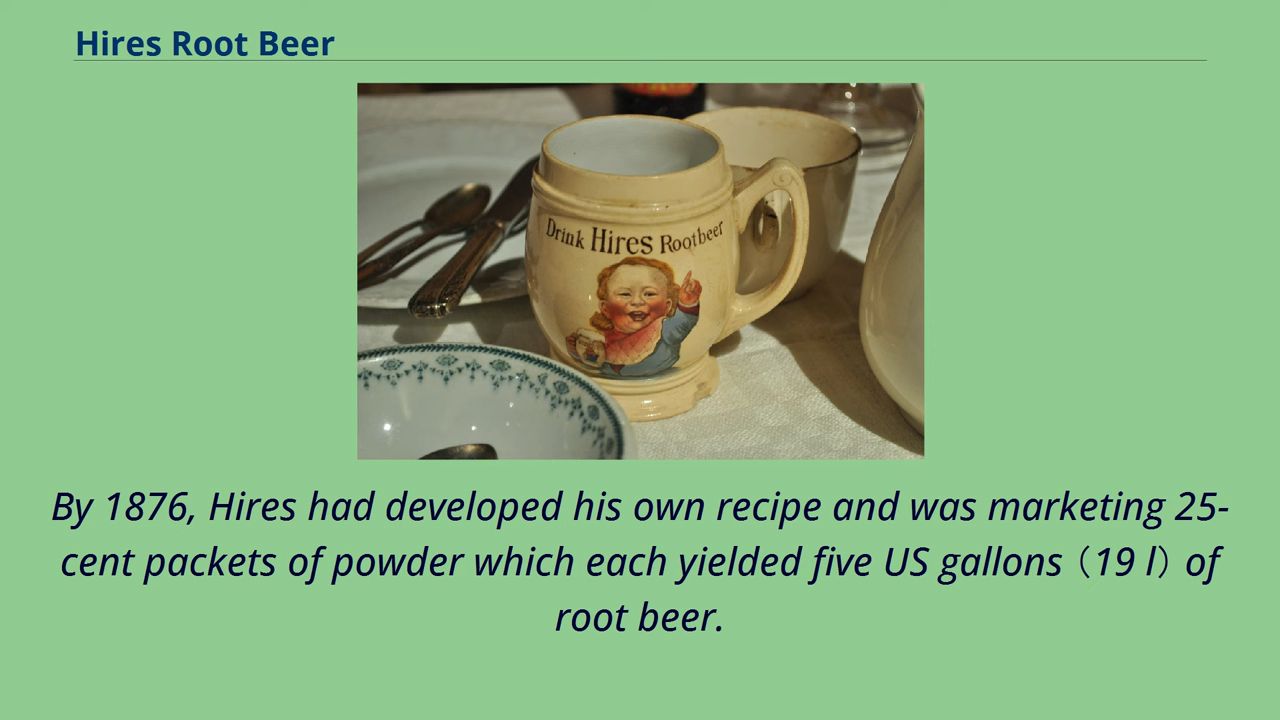 Hires Root Beer
Drink Hires Rootbeer
By 1876, Hires had developed his own recipe and was marketing 25-
cent packets of powder which each yielded five US gallons (19 l) of
root beer.